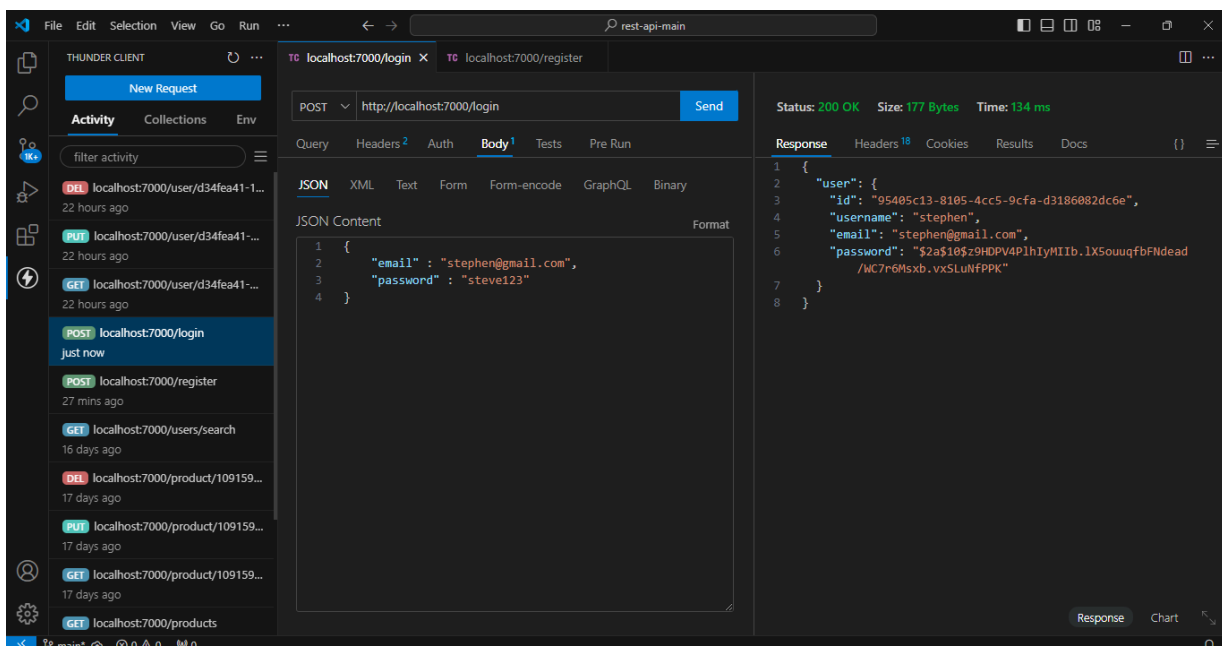 File Edit Selection View Go Run ··· ← → rest-api-main
THUNDER CLIENT
New Request
Activity Collections Env
filter activity
1K+
DEL localhost:7000/user/d34fea41-1...
22 hours ago
PUT localhost:7000/user/d34fea41-...
22 hours ago
GET localhost:7000/user/d34fea41-...
22 hours ago
POST localhost:7000/login
just now
POST localhost:7000/register
27 mins ago
GET localhost:7000/users/search
16 days ago
DEL localhost:7000/product/109159...
17 days ago
PUT localhost:7000/product/109159...
17 days ago
GET localhost:7000/product/109159...
17 days ago
GET localhost:7000/products
TC localhost:7000/login × TC localhost:7000/register
POST http://localhost:7000/login Send
Query Headers 2 Auth Body 1 Tests Pre Run
JSON XML Text Form Form-encode GraphQL Binary
JSON Content Format
1 {
2 "email" : "stephen@gmail.com",
3 "password" : "steve123"
4 }
Status: 200 OK Size: 177 Bytes Time: 134 ms
Response Headers 18 Cookies Results Docs { }
1 {
2 "user": {
3 "id": "95405c13-8105-4cc5-9cfa-d3186082dc6e",
4 "username": "stephen",
5 "email": "stephen@gmail.com",
6 "password": "$2a$10$z9HDPV4PlhIyMIIb.lX5ouuqfbFNdead
/WC7r6Msxb.vxSLuNfPPK"
7 }
8 }
Response Chart
main* 0 0 0